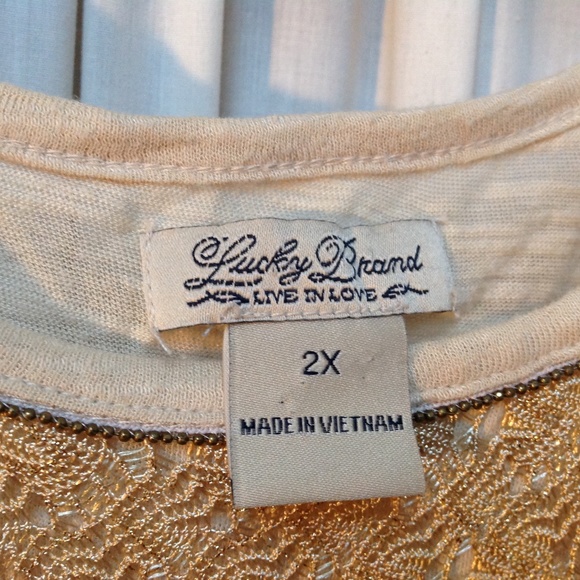 Lucky Brand
LIVE IN LOVE
2X
MADE IN VIETNAM